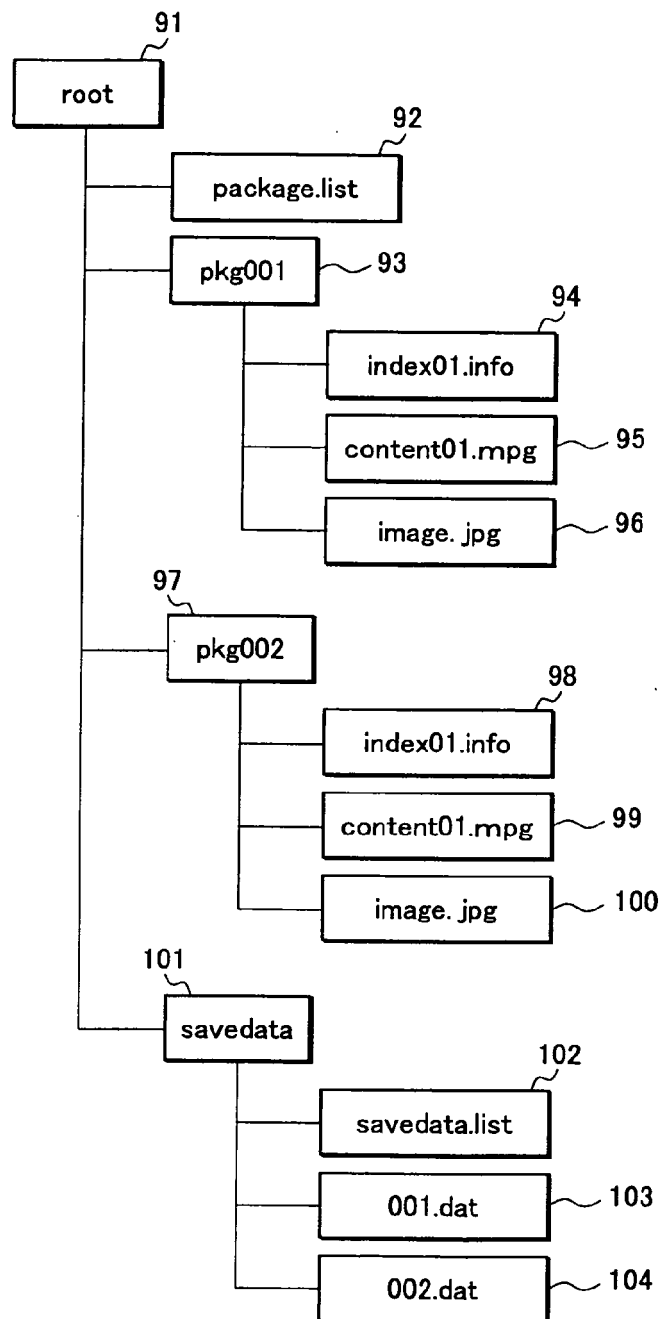 91
root
92
package.list
pkg001
93
94
index01.info
content01.mpg
95
image. jpg
96
97
pkg002
98
index01.info
content01.mpg
99
image. jpg
100
101
savedata
102
savedata.list
001.dat
103
002.dat
104